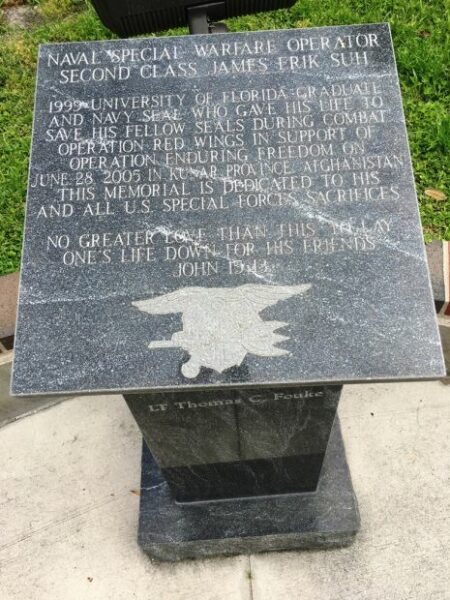 NAVAL SPECIAL WARFARE OPERATOR
SECOND CLASS JAMES ERIK SUH
1999 UNIVERSITY OF FLORIDA GRADUATE
AND NAVY SEAL WHO GAVE HIS LIFE TO
SAVE HIS FELLOW SEALS DURING COMBAT
OPERATION RED WINGS IN SUPPORT OF
OPERATION ENDURING FREEDOM ON
JUNE 28 2005 IN KUNAR PROVINCE AFGHANISTAN
THIS MEMORIAL IS DEDICATED TO HIS
AND ALL U.S. SPECIAL FORCES SACRIFICES
NO GREATER LOVE THAN THIS TO LAY
ONE'S LIFE DOWN FOR HIS FRIENDS
JOHN 15:13
LT Thomas C. Fouke